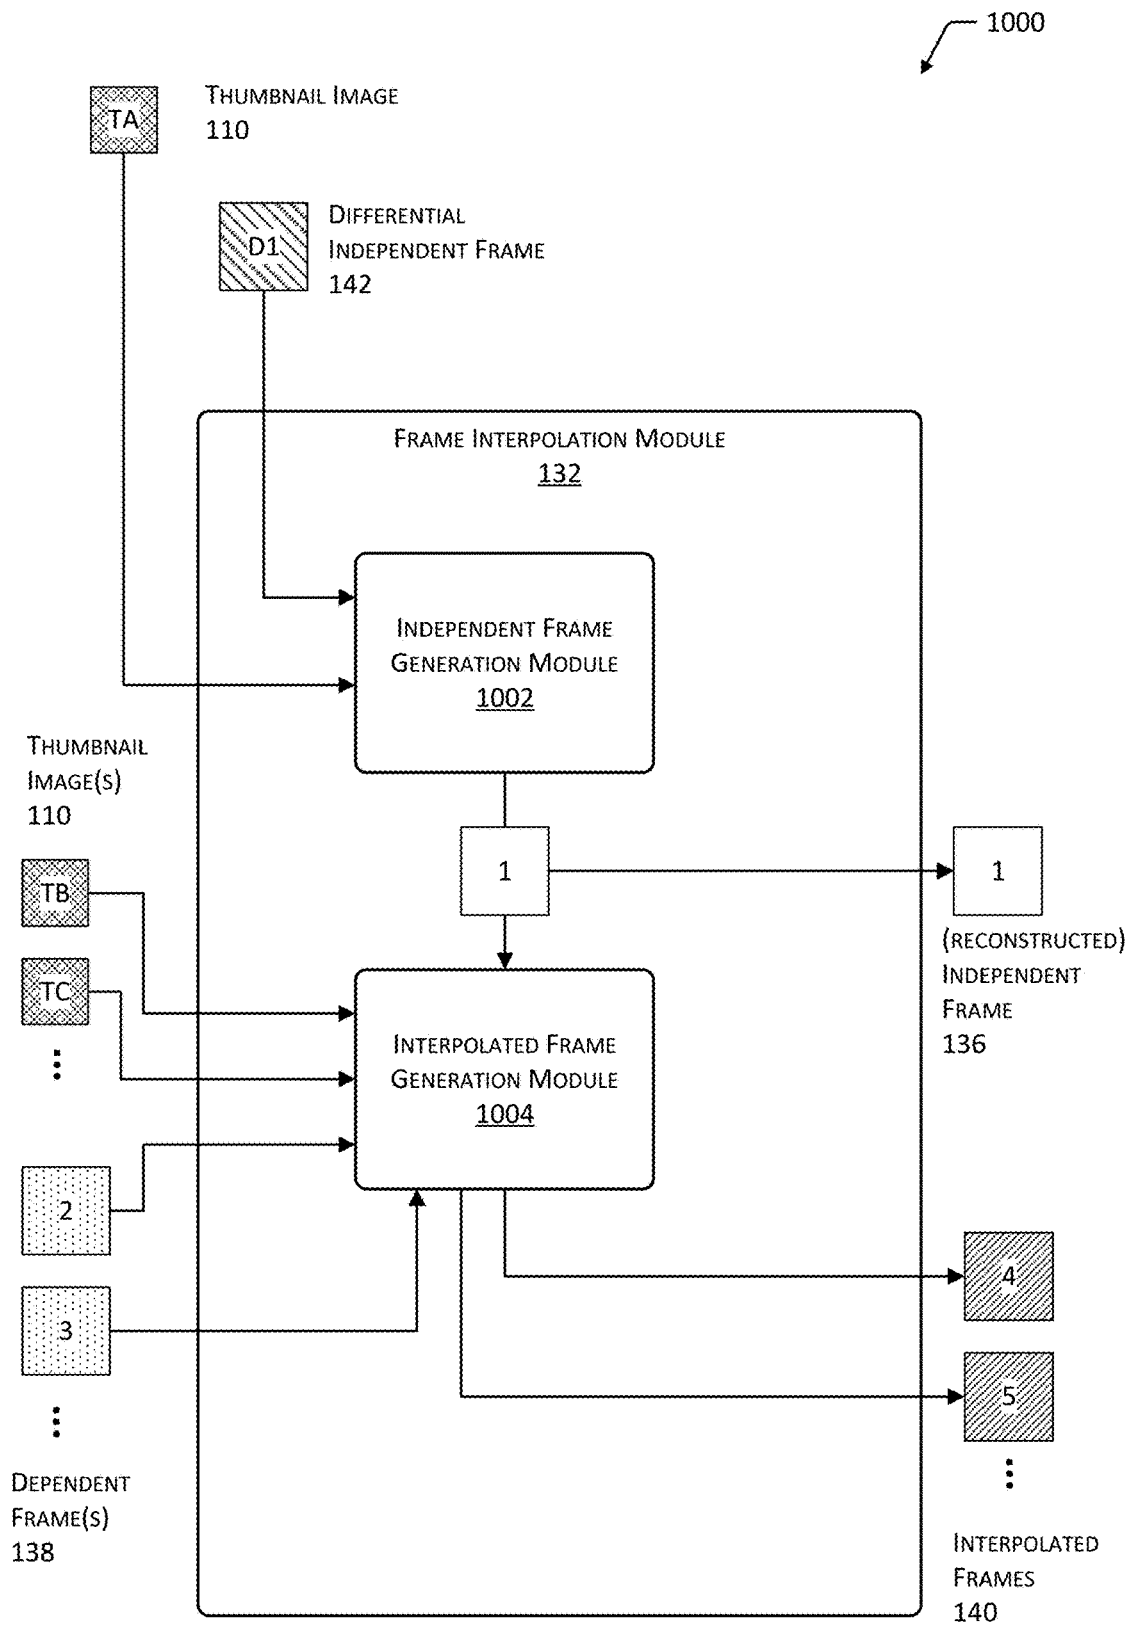 1000
TA
THUMBNAIL IMAGE
110
D1
DIFFERENTIAL
INDEPENDENT FRAME
142
FRAME INTERPOLATION MODULE
132
INDEPENDENT FRAME
GENERATION MODULE
1002
THUMBNAIL
IMAGE(S)
110
TB
TC
1
1
(RECONSTRUCTED)
INDEPENDENT
FRAME
136
INTERPOLATED FRAME
GENERATION MODULE
1004
2
3
DEPENDENT
FRAME(S)
138
4
5
INTERPOLATED
FRAMES
140